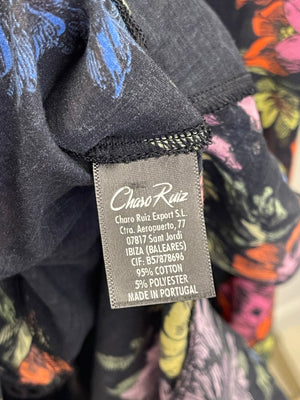 Charo Ruiz
Charo Ruiz Export S.L.
Ctra. Aeropuerto, 77
07817 Sant Jordi
IBIZA (BALEARES)
CIF: B57878696
95% COTTON
5% POLYESTER
MADE IN PORTUGAL